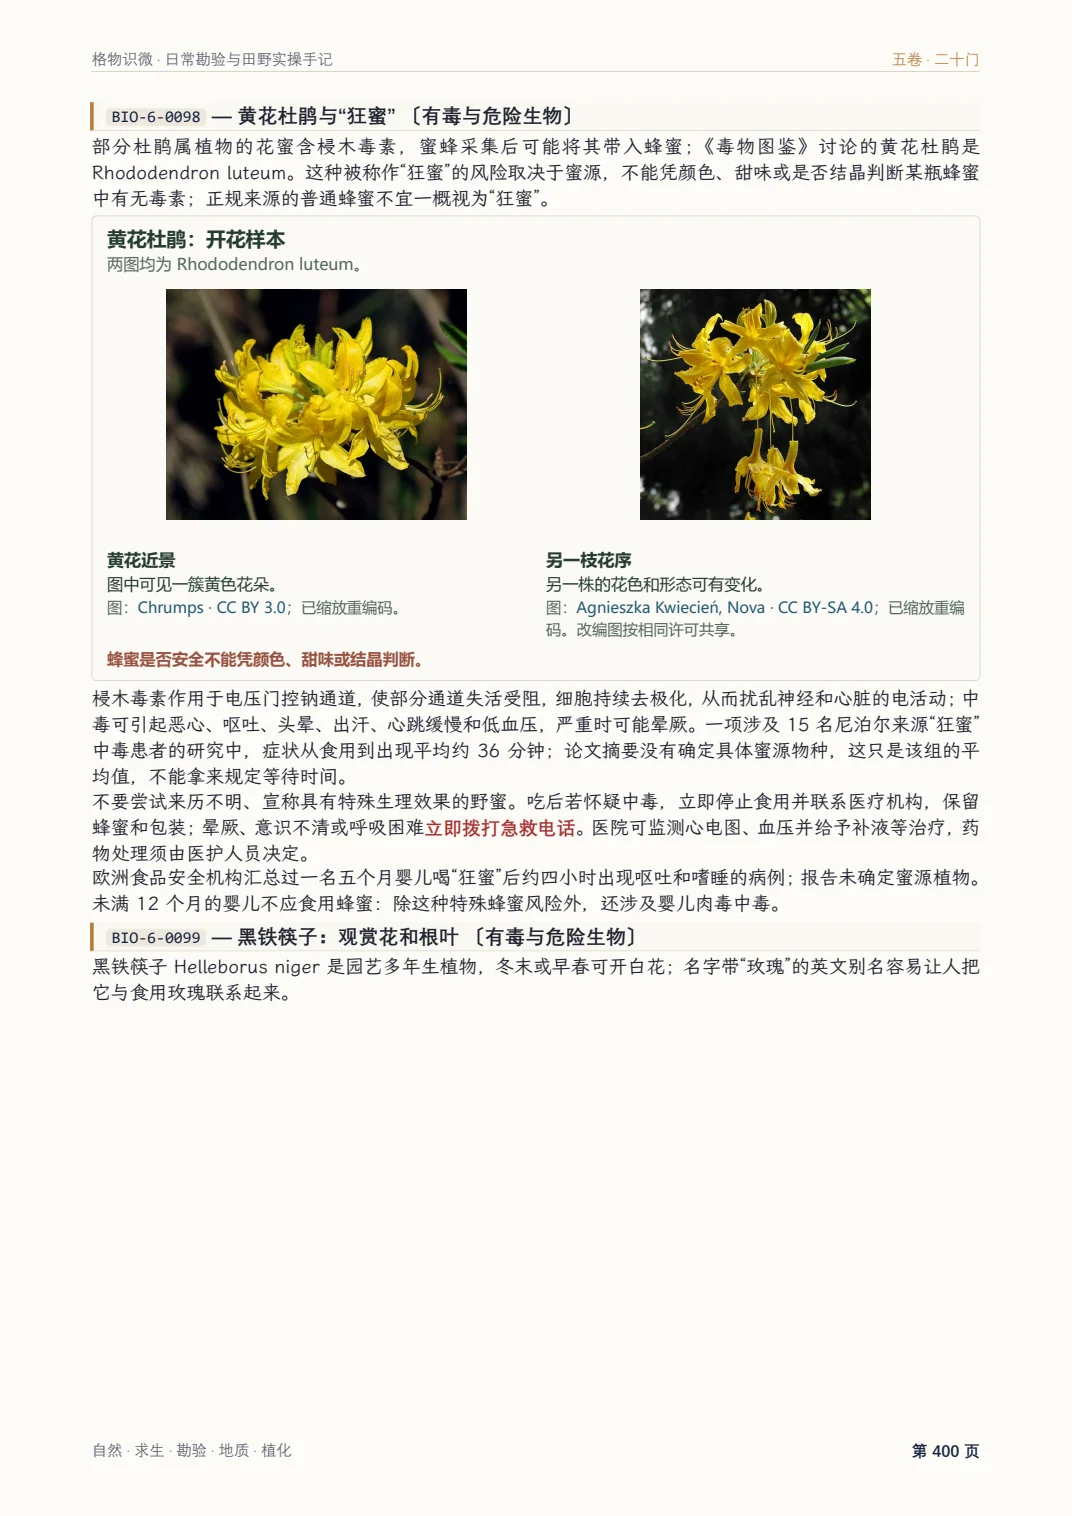 格物识微 · 日常勘验与田野实操手记
五卷 · 二十门
BIO-6-0098 — 黄花杜鹃与“狂蜜”〔有毒与危险生物〕
部分杜鹃属植物的花蜜含梫木毒素，蜜蜂采集后可能将其带入蜂蜜；《毒物图鉴》讨论的黄花杜鹃是
Rhododendron luteum。这种被称作“狂蜜”的风险取决于蜜源，不能凭颜色、甜味或是否结晶判断某瓶蜂蜜
中有无毒素；正规来源的普通蜂蜜不宜一概视为“狂蜜”。
黄花杜鹃：开花样本
两图均为 Rhododendron luteum。
黄花近景
图中可见一簇黄色花朵。
图：Chrumps · CC BY 3.0；已缩放重编码。
另一枝花序
另一株的花色和形态可有变化。
图：Agnieszka Kwiecień, Nova · CC BY-SA 4.0；已缩放重编
码。改编图按相同许可共享。
蜂蜜是否安全不能凭颜色、甜味或结晶判断。
梫木毒素作用于电压门控钠通道，使部分通道失活受阻，细胞持续去极化，从而扰乱神经和心脏的电活动；中
毒可引起恶心、呕吐、头晕、出汗、心跳缓慢和低血压，严重时可能晕厥。一项涉及 15 名尼泊尔来源“狂蜜”
中毒患者的研究中，症状从食用到出现平均约 36 分钟；论文摘要没有确定具体蜜源物种，这只是该组的平
均值，不能拿来规定等待时间。
不要尝试来历不明、宣称具有特殊生理效果的野蜜。吃后若怀疑中毒，立即停止食用并联系医疗机构，保留
蜂蜜和包装；晕厥、意识不清或呼吸困难立即拨打急救电话。医院可监测心电图、血压并给予补液等治疗，药
物处理须由医护人员决定。
欧洲食品安全机构汇总过一名五个月婴儿喝“狂蜜”后约四小时出现呕吐和嗜睡的病例；报告未确定蜜源植物。
未满 12 个月的婴儿不应食用蜂蜜：除这种特殊蜂蜜风险外，还涉及婴儿肉毒中毒。
BIO-6-0099 — 黑铁筷子：观赏花和根叶〔有毒与危险生物〕
黑铁筷子 Helleborus niger 是园艺多年生植物，冬末或早春可开白花；名字带“玫瑰”的英文别名容易让人把
它与食用玫瑰联系起来。
自然 · 求生 · 勘验 · 地质 · 植化
第 400 页